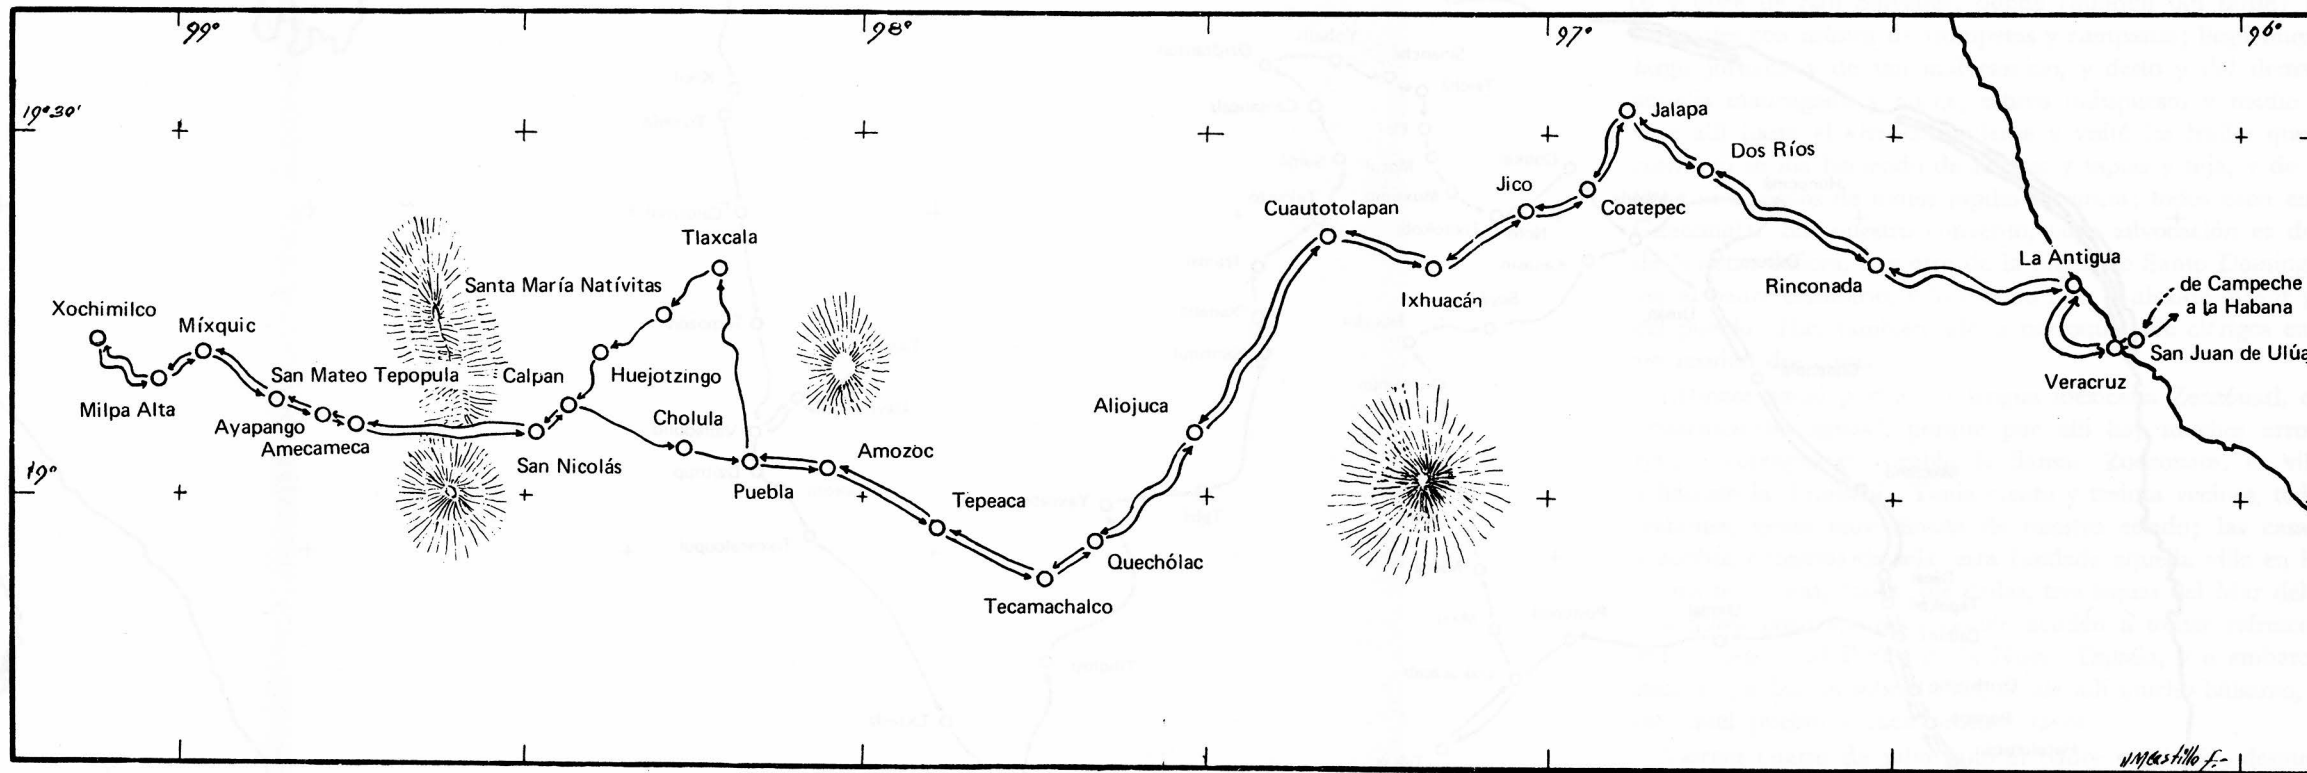 99°
98°
97°
96°
19°30'
19°
Xochimilco
Milpa Alta
Míxquic
San Mateo Tepopula
Ayapango
Amecameca
Calpan
San Nicolás
Huejotzingo
Santa María Natívitas
Tlaxcala
Cholula
Puebla
Amozoc
Tepeaca
Tecamachalco
Quechólac
Aliojuca
Cuautotolapan
Ixhuacán
Jico
Coatepec
Jalapa
Dos Ríos
Rinconada
La Antigua
de Campeche
a la Habana
San Juan de Ulúa
Veracruz